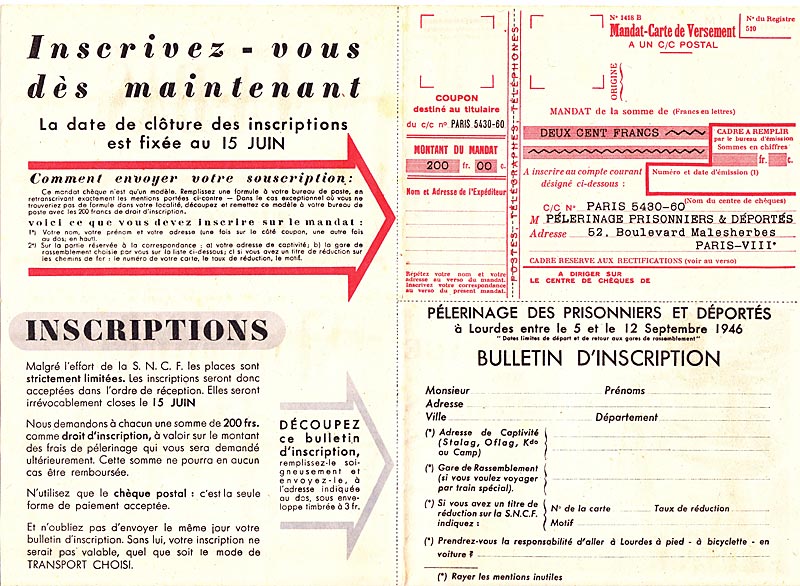 Inscrivez - vous
dès maintenant
La date de clôture des inscriptions
est fixée au 15 JUIN
Comment envoyer votre souscription :
Ce mandat chèque n'est qu'un modèle. Remplissez une formule à votre bureau de poste, en
retranscrivant exactement les mentions portées ci-contre — Dans le cas exceptionnel où vous ne
trouveriez pas de formule dans votre localité, découpez et remettez ce modèle à votre bureau de
poste avec les 200 francs de droit d'inscription.
voici ce que vous devez inscrire sur le mandat :
1°) Votre nom, votre prénom et votre adresse (une fois sur le côté coupon, une autre fois
au dos; en haut).
2°) Sur la partie réservée à la correspondance : a) votre adresse de captivité; b) la gare de
rassemblement choisie par vous sur la liste ci-dessous; c) si vous avez un titre de réduction sur
les chemins de fer : le numéro de votre carte, le taux de réduction, le motif.
INSCRIPTIONS
Malgré l'effort de la S. N. C. F. les places sont
strictement limitées. Les inscriptions seront donc
acceptées dans l'ordre de réception. Elles seront
irrévocablement closes le 15 JUIN
Nous demandons à chacun une somme de 200 frs.
comme droit d'inscription, à valoir sur le montant
des frais de pélerinage qui vous sera demandé
ultérieurement. Cette somme ne pourra en aucun
cas être remboursée.
N'utilisez que le chèque postal : c'est la seule
forme de paiement acceptée.
Et n'oubliez pas d'envoyer le même jour votre
bulletin d'inscription. Sans lui, votre inscription ne
serait pas valable, quel que soit le mode de
TRANSPORT CHOISI.
DÉCOUPEZ
ce bulletin
d'inscription,
remplissez-le soi-
gneusement et
envoyez-le, à
l'adresse indiquée
au dos, sous enve-
loppe timbrée à 3 fr.
COUPON
destiné au titulaire
du c/c n° PARIS 5430-60
MONTANT DU MANDAT
200 fr. 00 c.
Nom et Adresse de l'Expéditeur
Répétez votre nom et votre
adresse au verso du mandat.
Inscrivez votre correspondance
au verso du présent mandat.
POSTES, TÉLÉGRAPHES, TÉLÉPHONES
N° 1418 B
Mandat-Carte de Versement
A UN C/C POSTAL
N° du Registre
510
ORIGINE
MANDAT de la somme de (Francs en lettres)
DEUX CENT FRANCS
CADRE A REMPLIR
par le bureau d'émission
Sommes en chiffres
fr. c.
A inscrire au compte courant
désigné ci-dessous :
Numéro et date d'émission (1)
(Nom du centre de chèques)
C/C N° PARIS 5430-60
M PÉLERINAGE PRISONNIERS & DÉPORTÉS
Adresse 52. Boulevard Malesherbes
PARIS-VIII°
CADRE RESERVE AUX RECTIFICATIONS (voir au verso)
A DIRIGER SUR
LE CENTRE DE CHÈQUES DE
PÉLERINAGE DES PRISONNIERS ET DÉPORTÉS
à Lourdes entre le 5 et le 12 Septembre 1946
"Dates limites de départ et de retour aux gares de rassemblement"
BULLETIN D'INSCRIPTION
Monsieur Prénoms
Adresse
Ville Département
(*) Adresse de Captivité
(Stalag, Oflag, Kdo
ou Camp)
(*) Gare de Rassemblement
(si vous voulez voyager
par train spécial).
(*) Si vous avez un titre de
réduction sur la S.N.C.F.
indiquez :
N° de la carte Taux de réduction
Motif
(*) Prendrez-vous la responsabilité d'aller à Lourdes à pied - à bicyclette - en
voiture ?
(*) Rayer les mentions inutiles